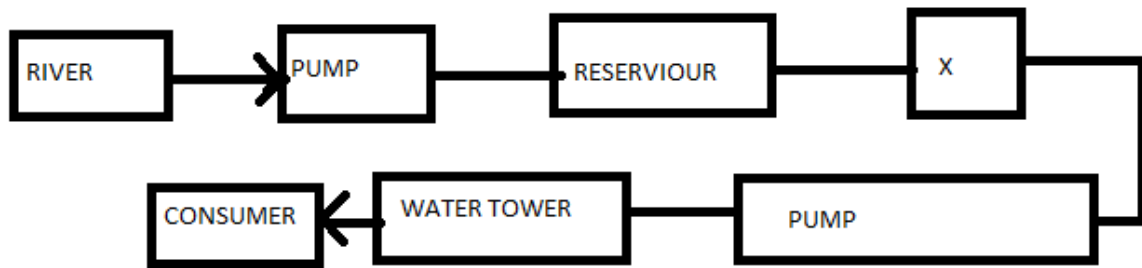 RIVER
PUMP
RESERVIOUR
X
CONSUMER
WATER TOWER
PUMP